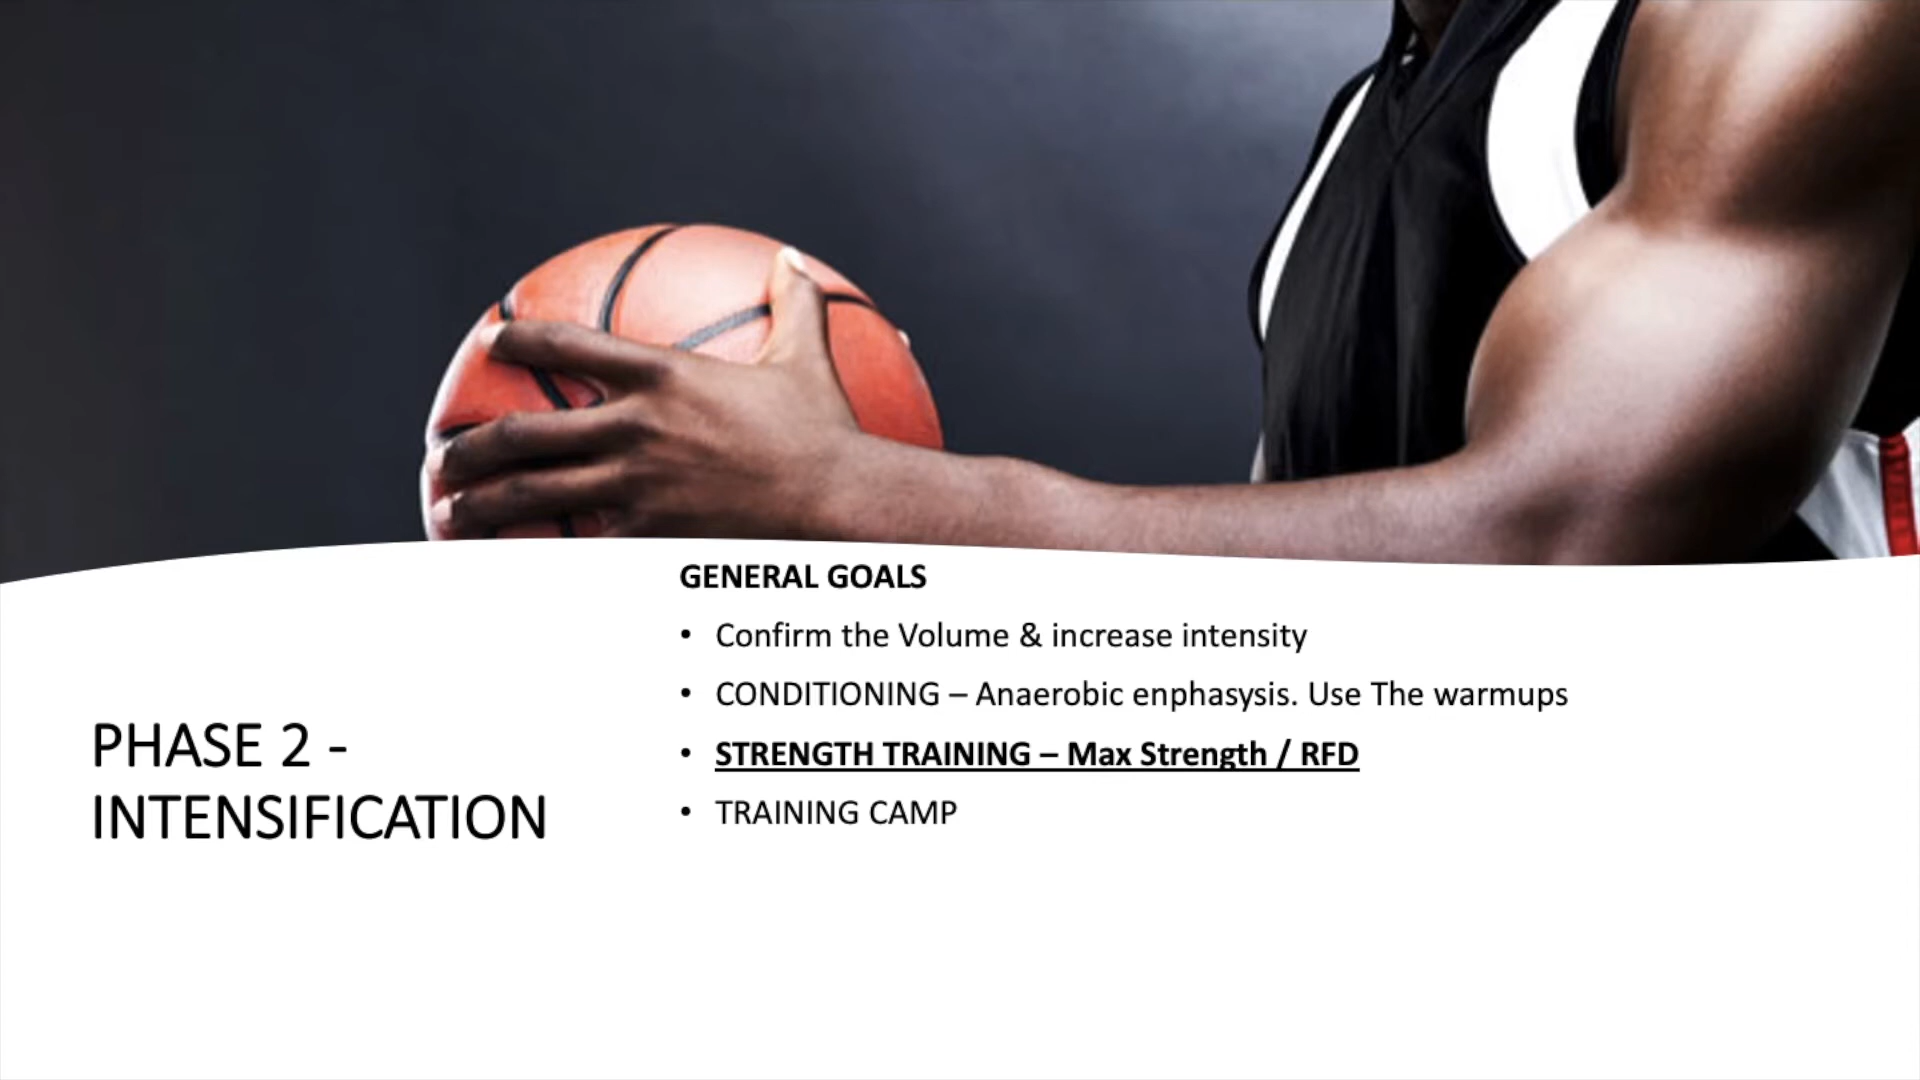 PHASE 2 -
INTENSIFICATION
GENERAL GOALS
• Confirm the Volume & increase intensity
• CONDITIONING – Anaerobic enphasysis. Use The warmups
• STRENGTH TRAINING – Max Strength / RFD
• TRAINING CAMP